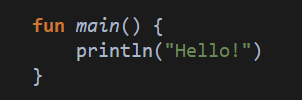 fun main() {
    println("Hello!")
}